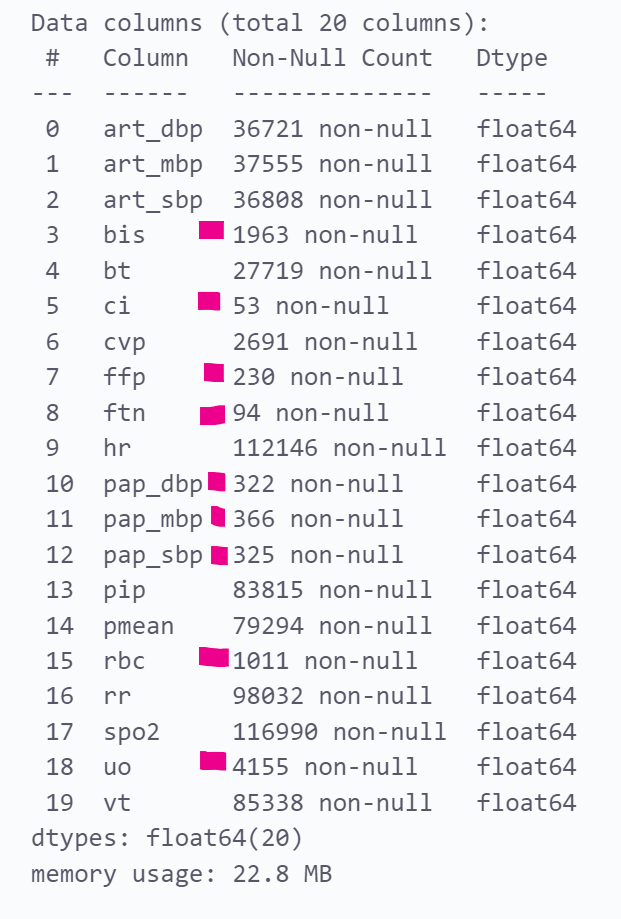 Data columns (total 20 columns):
#   Column   Non-Null Count   Dtype
---  ------   --------------   -----
0   art_dbp  36721 non-null   float64
1   art_mbp  37555 non-null   float64
2   art_sbp  36808 non-null   float64
3   bis      1963 non-null    float64
4   bt       27719 non-null   float64
5   ci       53 non-null      float64
6   cvp      2691 non-null    float64
7   ffp      230 non-null     float64
8   ftn      94 non-null      float64
9   hr       112146 non-null  float64
10  pap_dbp  322 non-null     float64
11  pap_mbp  366 non-null     float64
12  pap_sbp  325 non-null     float64
13  pip      83815 non-null   float64
14  pmean    79294 non-null   float64
15  rbc      1011 non-null    float64
16  rr       98032 non-null   float64
17  spo2     116990 non-null  float64
18  uo       4155 non-null    float64
19  vt       85338 non-null   float64
dtypes: float64(20)
memory usage: 22.8 MB